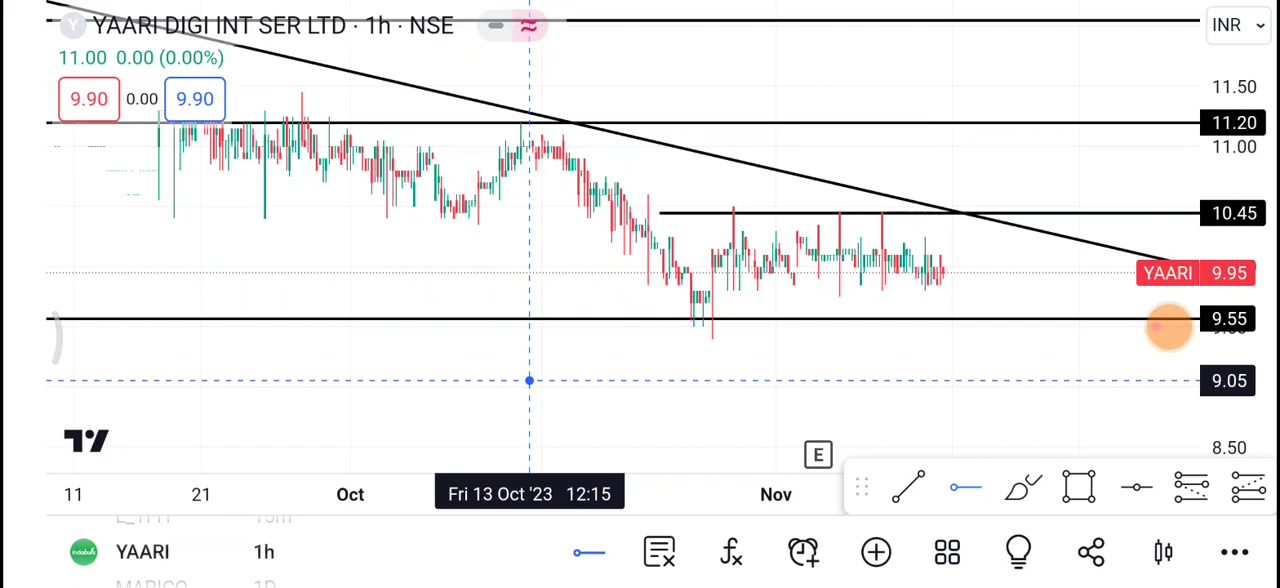 Y YAARI DIGI INT SER LTD · 1h · NSE
INR
11.00 0.00 (0.00%)
9.90 0.00 9.90
11.50
11.20
11.00
10.45
YAARI 9.95
9.55
9.05
8.50
E
11 21 Oct Fri 13 Oct '23 12:15 Nov
YAARI 1h
MARICO 1D